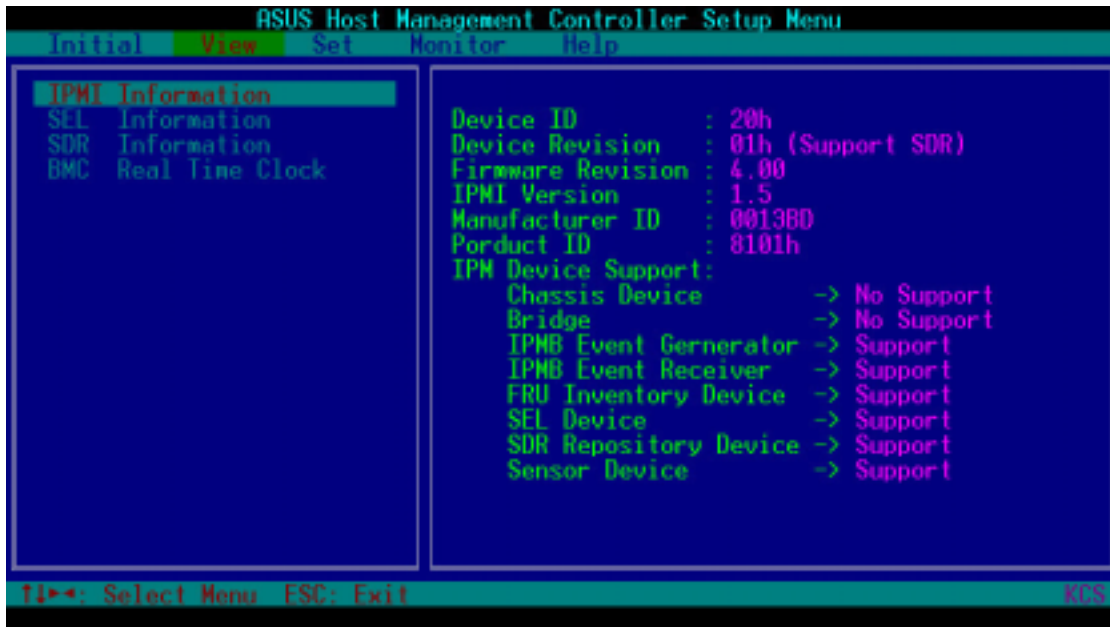 ASUS Host Management Controller Setup Menu
Initial View Set Monitor Help
IPMI Information
SEL Information
SDR Information
BMC Real Time Clock
Device ID : 20h
Device Revision : 01h (Support SDR)
Firmware Revision : 4.00
IPMI Version : 1.5
Manufacturer ID : 0013BD
Porduct ID : 8101h
IPM Device Support:
Chassis Device -> No Support
Bridge -> No Support
IPMB Event Gernerator -> Support
IPMB Event Receiver -> Support
FRU Inventory Device -> Support
SEL Device -> Support
SDR Repository Device -> Support
Sensor Device -> Support
↑↓►◄: Select Menu ESC: Exit KCS